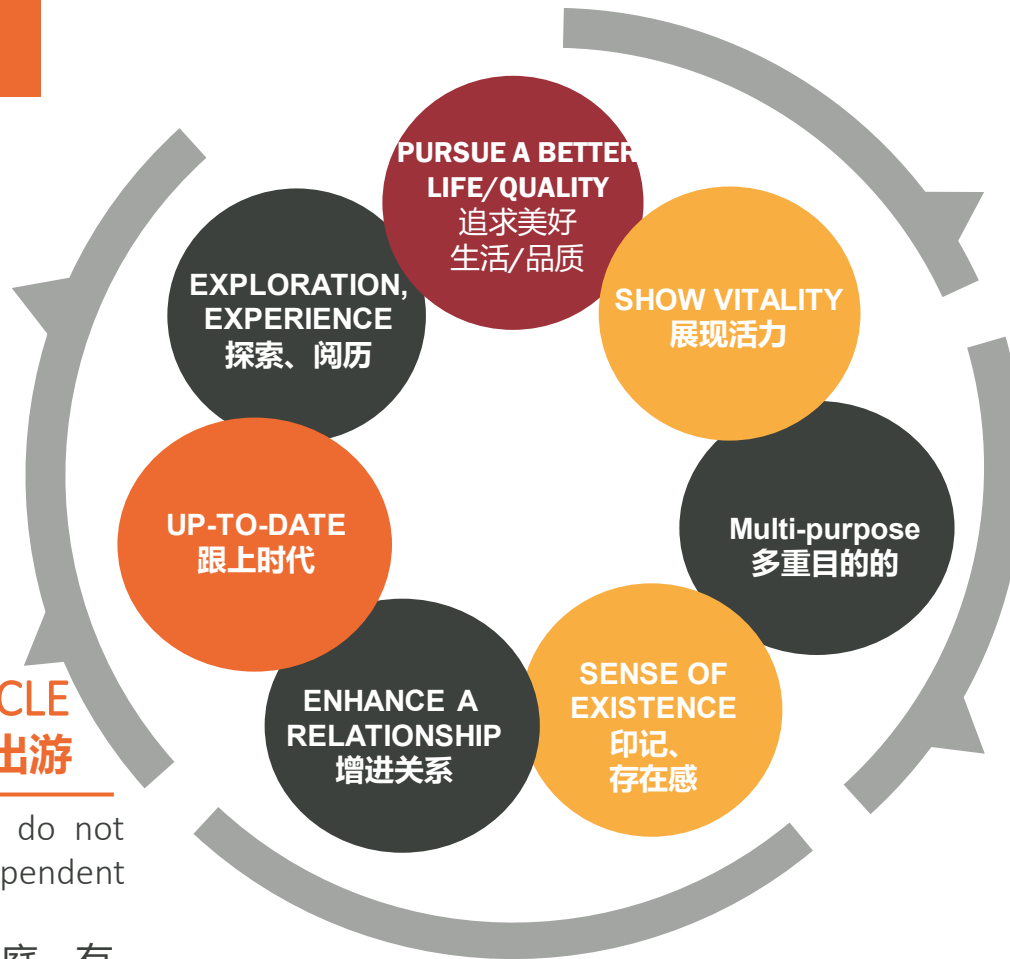 PURSUE A BETTER
LIFE/QUALITY
追求美好
生活/品质
SHOW VITALITY
展现活力
Multi-purpose
多重目的的
SENSE OF
EXISTENCE
印记、
存在感
ENHANCE A
RELATIONSHIP
增进关系
UP-TO-DATE
跟上时代
EXPLORATION,
EXPERIENCE
探索、阅历
CLE
出游
do not
pendent
有